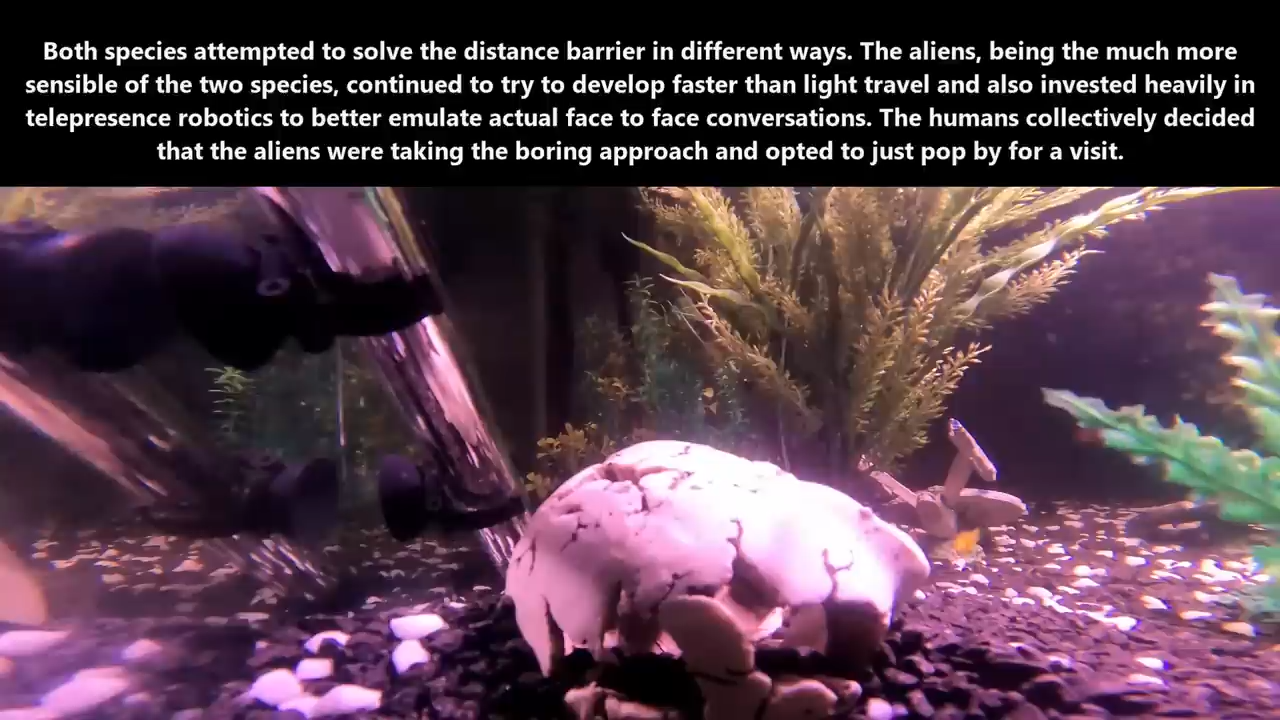 Both species attempted to solve the distance barrier in different ways. The aliens, being the much more
sensible of the two species, continued to try to develop faster than light travel and also invested heavily in
telepresence robotics to better emulate actual face to face conversations. The humans collectively decided
that the aliens were taking the boring approach and opted to just pop by for a visit.